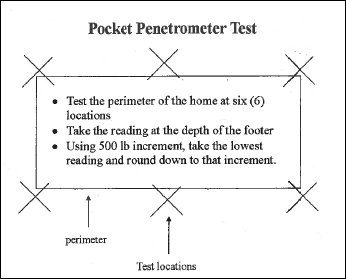 Pocket Penetrometer Test
• Test the perimeter of the home at six (6)
locations
• Take the reading at the depth of the footer
• Using 500 lb increment, take the lowest
reading and round down to that increment.
perimeter
Test locations